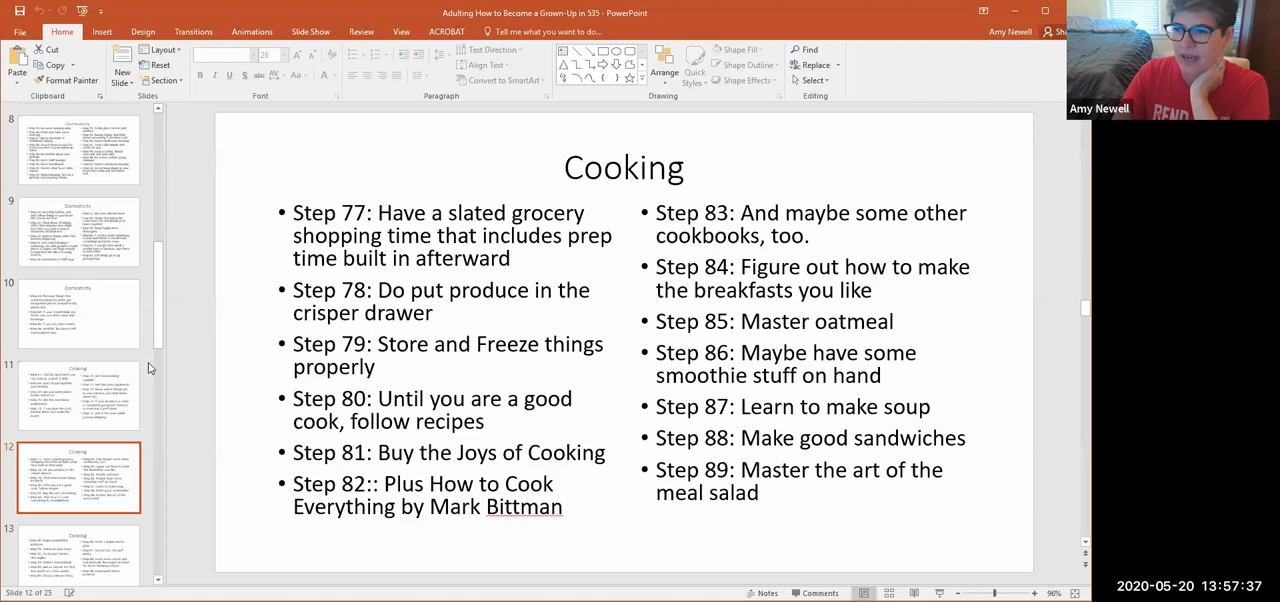 Adulting How to Become a Grown-Up in 535 - PowerPoint
File Home Insert Design Transitions Animations Slide Show Review View ACROBAT Tell me what you want to do... Amy Newell
Paste
Cut
Copy
Format Painter
Clipboard
New Slide
Layout
Reset
Section
Slides
26
Font
Paragraph
Text Direction
Align Text
Convert to SmartArt
Arrange
Quick Styles
Shape Fill
Shape Outline
Shape Effects
Drawing
Find
Replace
Select
Editing
Amy Newell
8
9
10
11
12
13
Cooking
• Step 77: Have a slated grocery
shopping time that includes prep
time built in afterward
• Step 78: Do put produce in the
crisper drawer
• Step 79: Store and Freeze things
properly
• Step 80: Until you are a good
cook, follow recipes
• Step 81: Buy the Joys of Cooking
• Step 82:: Plus How to Cook
Everything by Mark Bittman
• Step 83: And maybe some other
cookbooks, too.
• Step 84: Figure out how to make
the breakfasts you like
• Step 85: Master oatmeal
• Step 86: Maybe have some
smoothie stuff on hand
• Step 87: Learn to make soup
• Step 88: Make good sandwiches
• Step 89: Master the art of the
meal salad
Slide 12 of 25
Notes
Comments
96%
2020-05-20 13:57:37